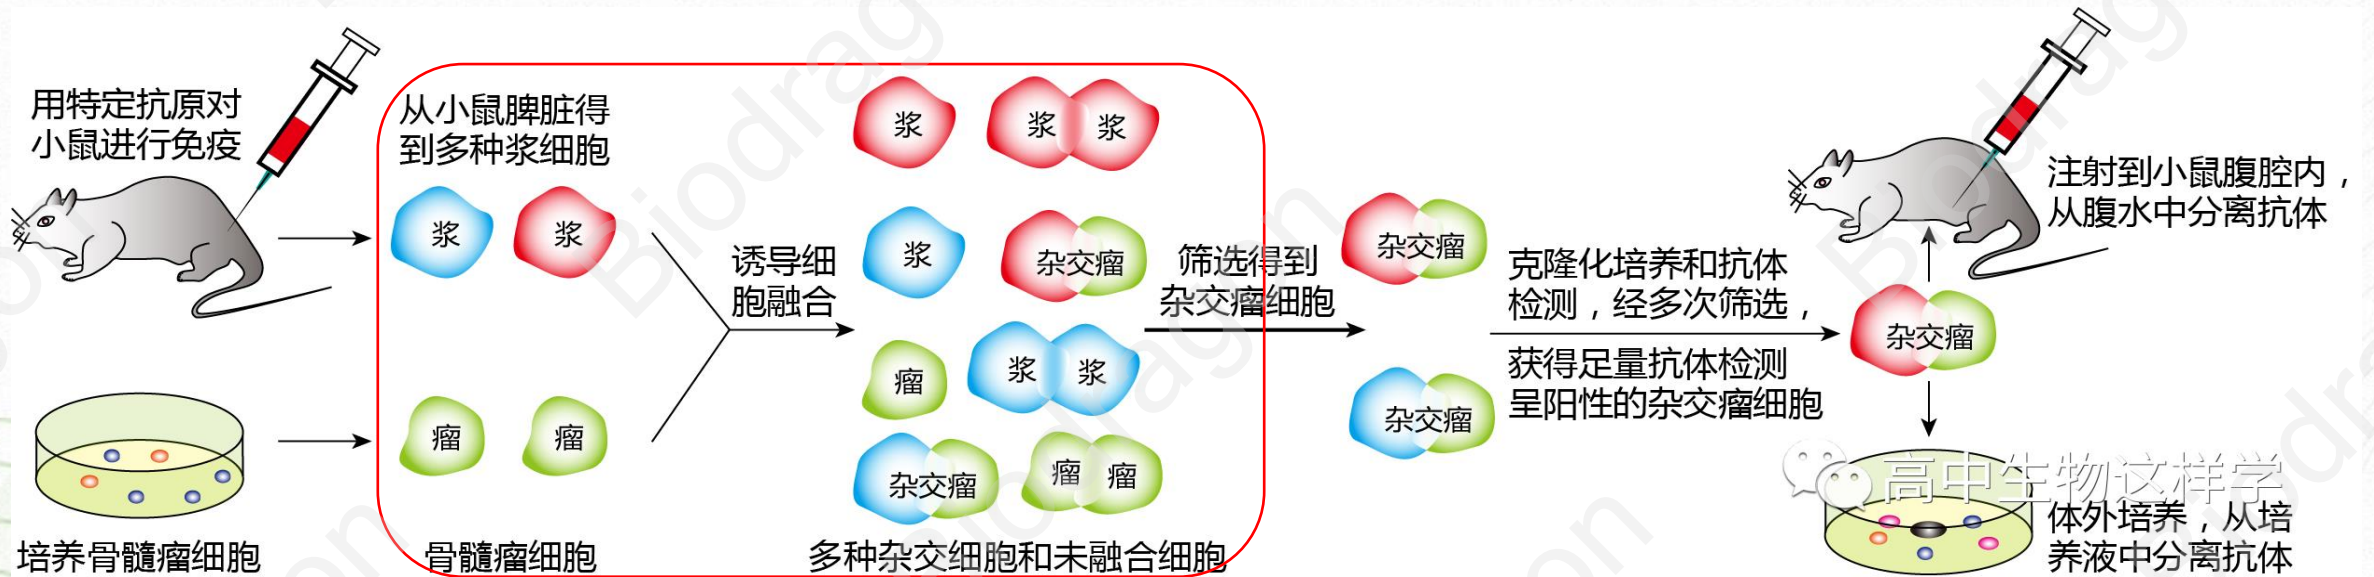 用特定抗原对
小鼠进行免疫
培养骨髓瘤细胞
从小鼠脾脏得
到多种浆细胞
浆
浆
瘤
瘤
骨髓瘤细胞
诱导细
胞融合
浆
浆 浆
浆
杂交瘤
瘤
浆 浆
杂交瘤
瘤 瘤
多种杂交细胞和未融合细胞
筛选得到
杂交瘤细胞
杂交瘤
杂交瘤
克隆化培养和抗体
检测，经多次筛选，
获得足量抗体检测
呈阳性的杂交瘤细胞
杂交瘤
注射到小鼠腹腔内，
从腹水中分离抗体
高中生物这样学
体外培养，从培
养液中分离抗体
Biodrag
Biodragon
Biodrag
iodragon
on
on
on
Biodra